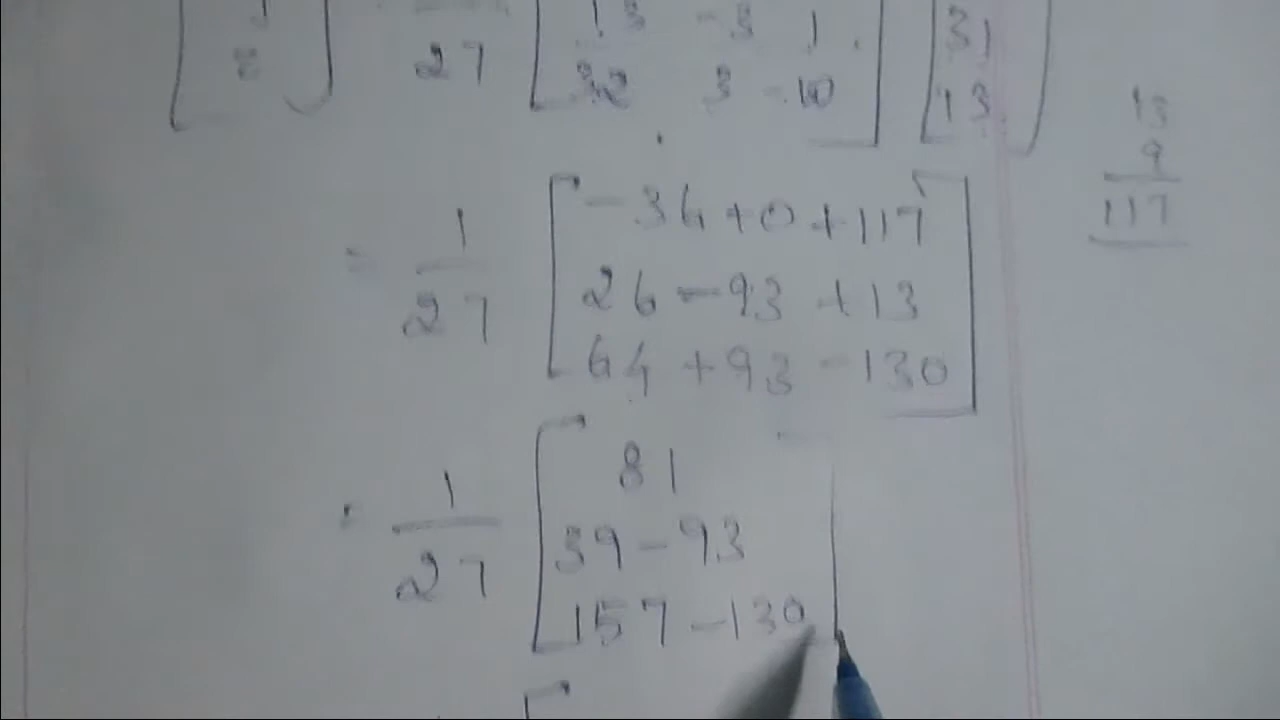 1
27 13 -3 1 31
32 3 -10 13
13
9
117
= 1/27 [ -36+0+117
26-93+13
64+93-130 ]
= 1/27 [ 81
39-93
157-130 ]